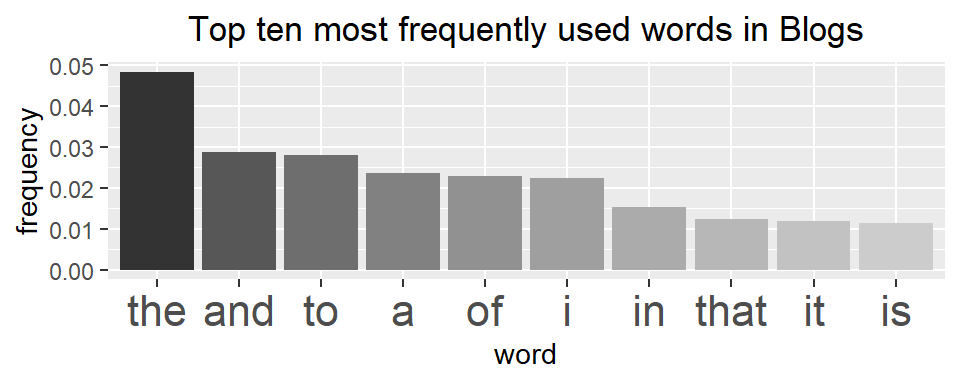 Top ten most frequently used words in Blogs
frequency
0.05
0.04
0.03
0.02
0.01
0.00
the and to a of i in that it is
word